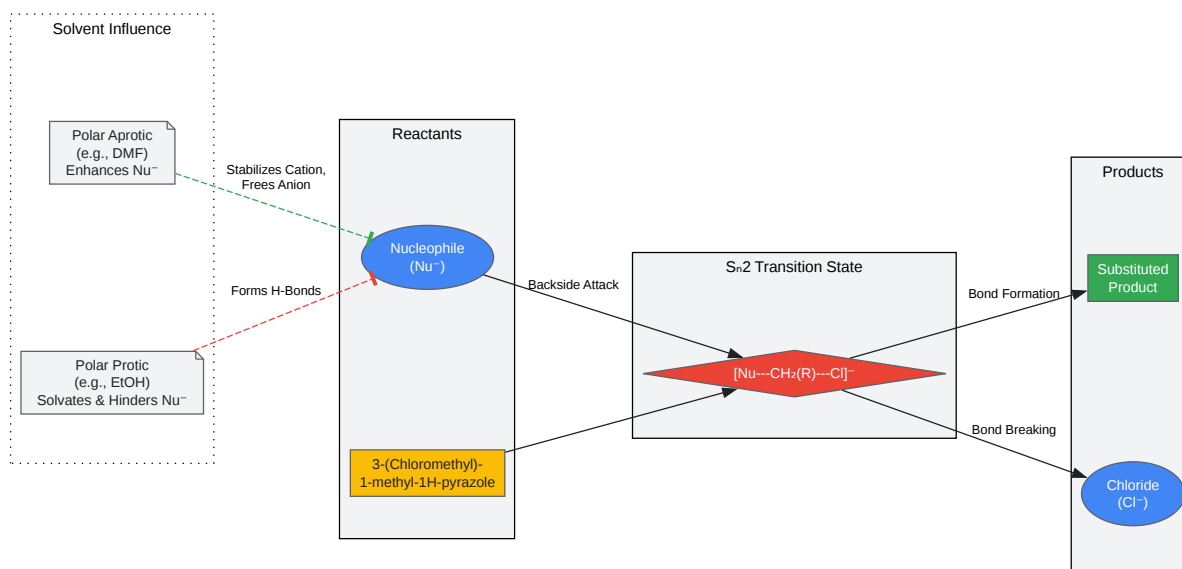 Solvent Influence
Polar Aprotic
(e.g., DMF)
Enhances Nu⁻
Stabilizes Cation,
Frees Anion
Forms H-Bonds
Polar Protic
(e.g., EtOH)
Solvates & Hinders Nu⁻
Reactants
Nucleophile
(Nu⁻)
3-(Chloromethyl)-
1-methyl-1H-pyrazole
Backside Attack
Sₙ2 Transition State
[Nu---CH₂(R)---Cl]⁻
Bond Formation
Bond Breaking
Products
Substituted
Product
Chloride
(Cl⁻)